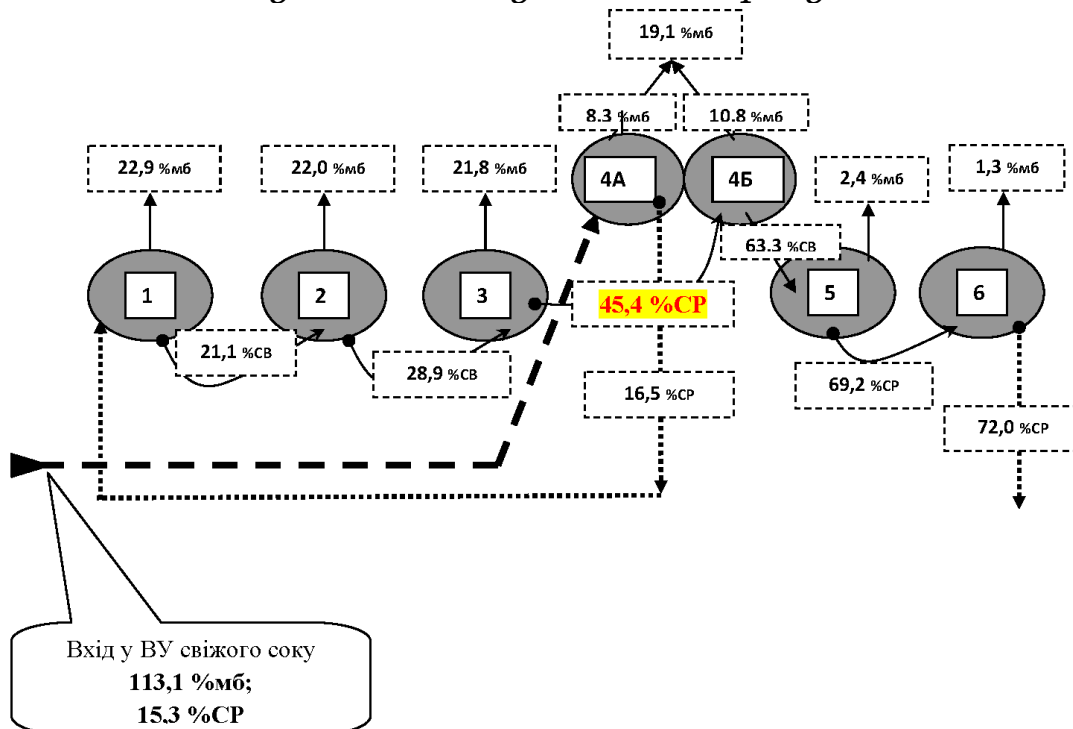 19,1 %мб
8.3 %мб
10.8 %мб
22,9 %мб
22,0 %мб
21,8 %мб
4А
4Б
2,4 %мб
1,3 %мб
63.3 %СВ
1
2
3
45,4 %СР
5
6
21,1 %СВ
28,9 %СВ
16,5 %СР
69,2 %СР
72,0 %СР
Вхід у ВУ свіжого соку
113,1 %мб;
15,3 %СР